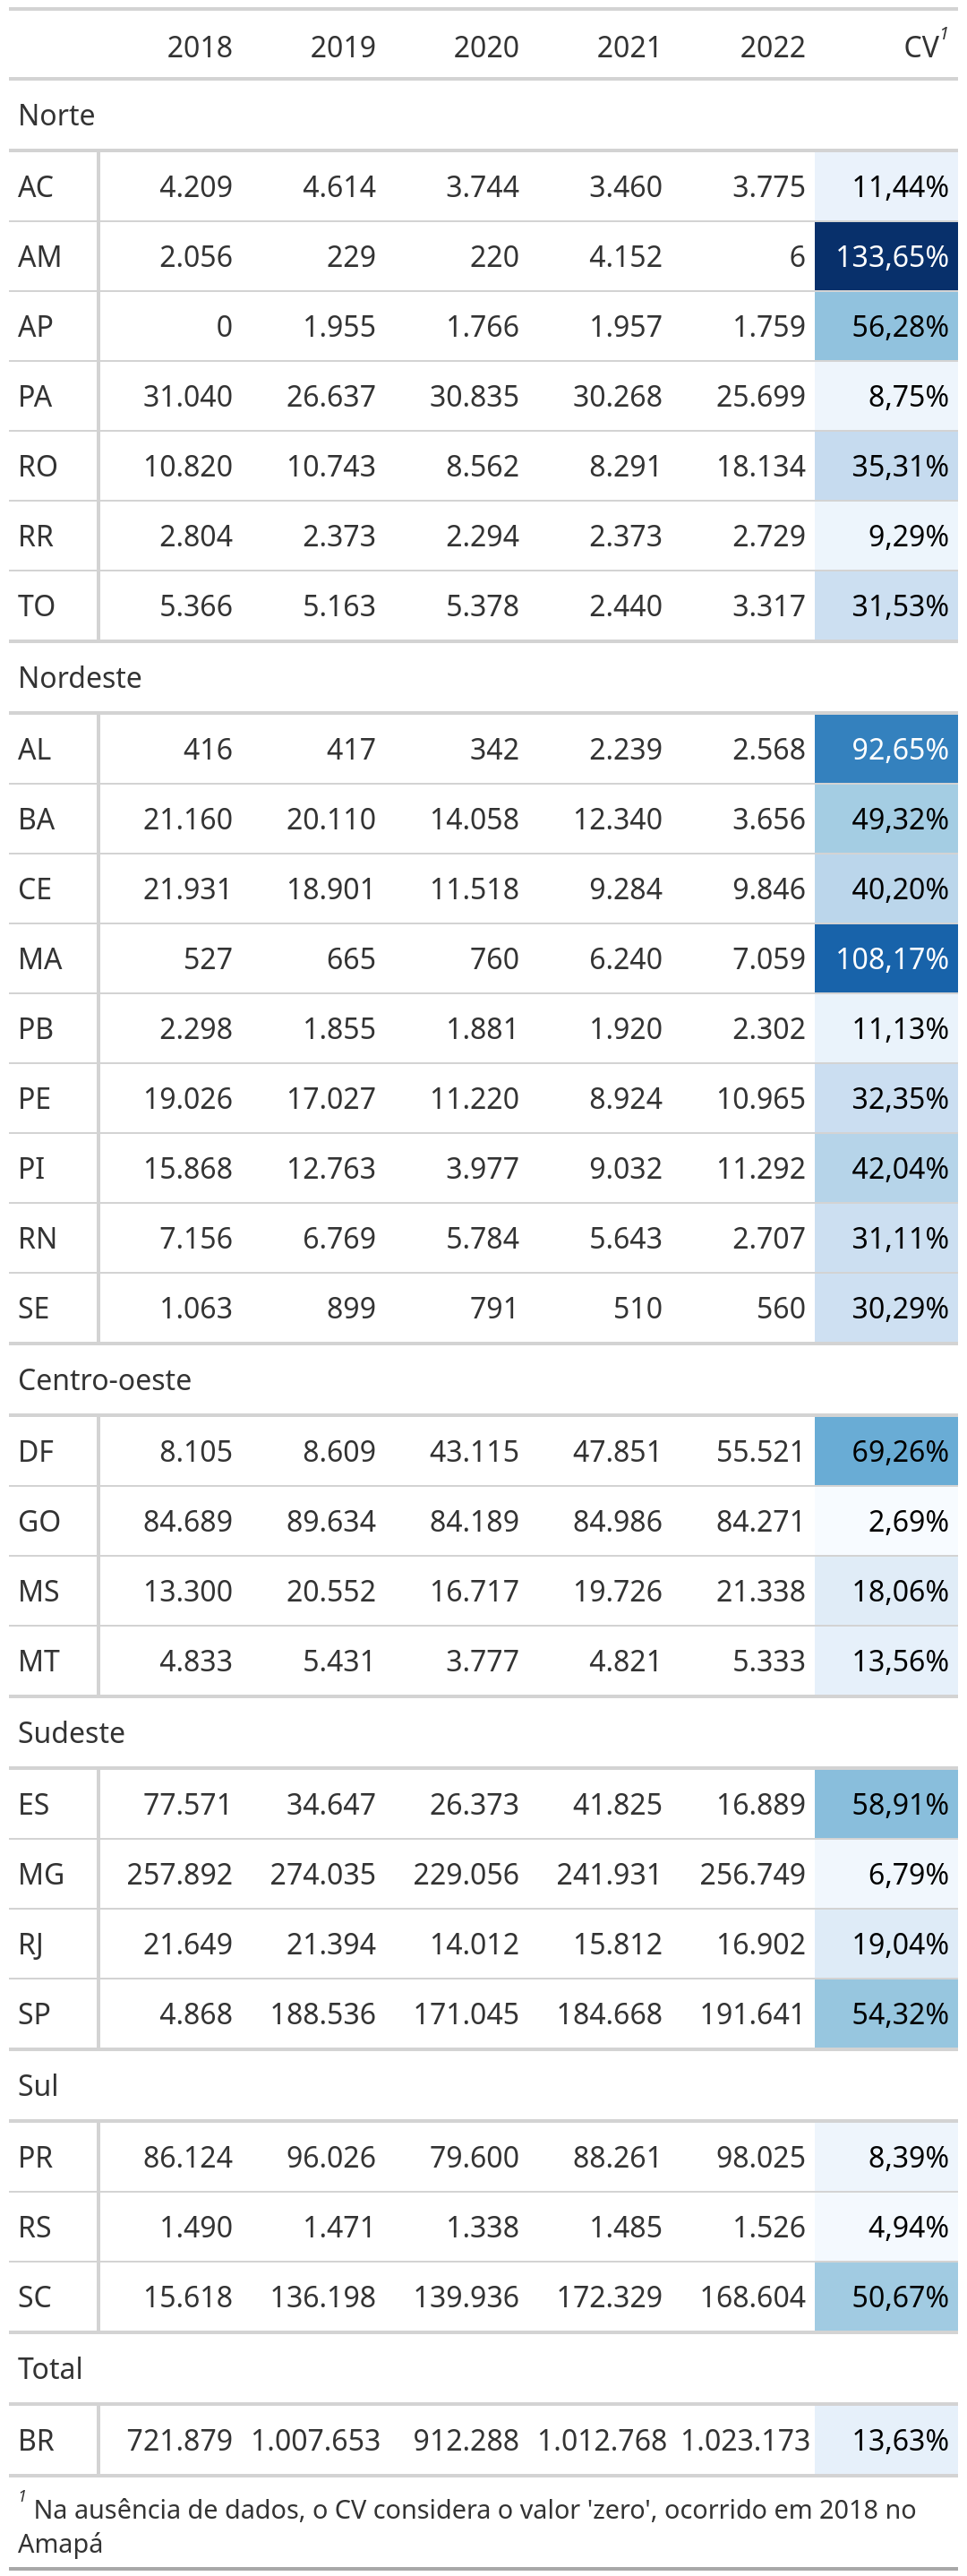 2018 2019 2020 2021 2022 CV¹
Norte
AC 4.209 4.614 3.744 3.460 3.775 11,44%
AM 2.056 229 220 4.152 6 133,65%
AP 0 1.955 1.766 1.957 1.759 56,28%
PA 31.040 26.637 30.835 30.268 25.699 8,75%
RO 10.820 10.743 8.562 8.291 18.134 35,31%
RR 2.804 2.373 2.294 2.373 2.729 9,29%
TO 5.366 5.163 5.378 2.440 3.317 31,53%
Nordeste
AL 416 417 342 2.239 2.568 92,65%
BA 21.160 20.110 14.058 12.340 3.656 49,32%
CE 21.931 18.901 11.518 9.284 9.846 40,20%
MA 527 665 760 6.240 7.059 108,17%
PB 2.298 1.855 1.881 1.920 2.302 11,13%
PE 19.026 17.027 11.220 8.924 10.965 32,35%
PI 15.868 12.763 3.977 9.032 11.292 42,04%
RN 7.156 6.769 5.784 5.643 2.707 31,11%
SE 1.063 899 791 510 560 30,29%
Centro-oeste
DF 8.105 8.609 43.115 47.851 55.521 69,26%
GO 84.689 89.634 84.189 84.986 84.271 2,69%
MS 13.300 20.552 16.717 19.726 21.338 18,06%
MT 4.833 5.431 3.777 4.821 5.333 13,56%
Sudeste
ES 77.571 34.647 26.373 41.825 16.889 58,91%
MG 257.892 274.035 229.056 241.931 256.749 6,79%
RJ 21.649 21.394 14.012 15.812 16.902 19,04%
SP 4.868 188.536 171.045 184.668 191.641 54,32%
Sul
PR 86.124 96.026 79.600 88.261 98.025 8,39%
RS 1.490 1.471 1.338 1.485 1.526 4,94%
SC 15.618 136.198 139.936 172.329 168.604 50,67%
Total
BR 721.879 1.007.653 912.288 1.012.768 1.023.173 13,63%
¹ Na ausência de dados, o CV considera o valor 'zero', ocorrido em 2018 no
Amapá